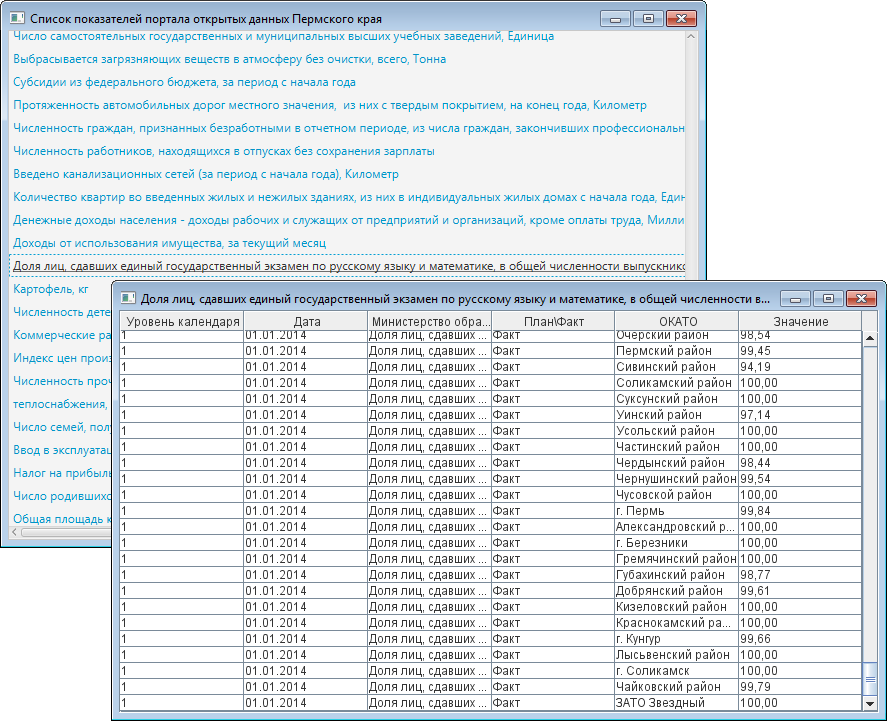 Список показателей портала открытых данных Пермского края
Число самостоятельных государственных и муниципальных высших учебных заведений, Единица
Выбрасывается загрязняющих веществ в атмосферу без очистки, всего, Тонна
Субсидии из федерального бюджета, за период с начала года
Протяженность автомобильных дорог местного значения, из них с твердым покрытием, на конец года, Километр
Численность граждан, признанных безработными в отчетном периоде, из числа граждан, закончивших профессиональн
Численность работников, находящихся в отпусках без сохранения зарплаты
Введено канализационных сетей (за период с начала года), Километр
Количество квартир во введенных жилых и нежилых зданиях, из них в индивидуальных жилых домах с начала года, Един
Денежные доходы населения - доходы рабочих и служащих от предприятий и организаций, кроме оплаты труда, Милли
Доходы от использования имущества, за текущий месяц
Доля лиц, сдавших единый государственный экзамен по русскому языку и математике, в общей численности выпускникс
Картофель, кг
Численность дете
Коммерческие ра
Индекс цен прои
Численность проч
теплоснабжения,
Число семей, полу
Ввод в эксплуатац
Налог на прибыль
Число родившихс
Общая площадь к
Доля лиц, сдавших единый государственный экзамен по русскому языку и математике, в общей численности в...
Уровень календаря Дата Министерство обра... План\Факт ОКАТО Значение
1 01.01.2014 Доля лиц, сдавших ... Факт Очерский район 98,54
1 01.01.2014 Доля лиц, сдавших ... Факт Пермский район 99,45
1 01.01.2014 Доля лиц, сдавших ... Факт Сивинский район 94,19
1 01.01.2014 Доля лиц, сдавших ... Факт Соликамский район 100,00
1 01.01.2014 Доля лиц, сдавших ... Факт Суксунский район 100,00
1 01.01.2014 Доля лиц, сдавших ... Факт Уинский район 97,14
1 01.01.2014 Доля лиц, сдавших ... Факт Усольский район 100,00
1 01.01.2014 Доля лиц, сдавших ... Факт Частинский район 100,00
1 01.01.2014 Доля лиц, сдавших ... Факт Чердынский район 98,44
1 01.01.2014 Доля лиц, сдавших ... Факт Чернушинский район 99,54
1 01.01.2014 Доля лиц, сдавших ... Факт Чусовской район 100,00
1 01.01.2014 Доля лиц, сдавших ... Факт г. Пермь 99,84
1 01.01.2014 Доля лиц, сдавших ... Факт Александровский р... 100,00
1 01.01.2014 Доля лиц, сдавших ... Факт г. Березники 100,00
1 01.01.2014 Доля лиц, сдавших ... Факт Гремячинский район 100,00
1 01.01.2014 Доля лиц, сдавших ... Факт Губахинский район 98,77
1 01.01.2014 Доля лиц, сдавших ... Факт Добрянский район 99,61
1 01.01.2014 Доля лиц, сдавших ... Факт Кизеловский район 100,00
1 01.01.2014 Доля лиц, сдавших ... Факт Краснокамский ра... 100,00
1 01.01.2014 Доля лиц, сдавших ... Факт г. Кунгур 99,66
1 01.01.2014 Доля лиц, сдавших ... Факт Лысьвенский район 100,00
1 01.01.2014 Доля лиц, сдавших ... Факт г. Соликамск 100,00
1 01.01.2014 Доля лиц, сдавших ... Факт Чайковский район 99,79
1 01.01.2014 Доля лиц, сдавших ... Факт ЗАТО Звездный 100,00